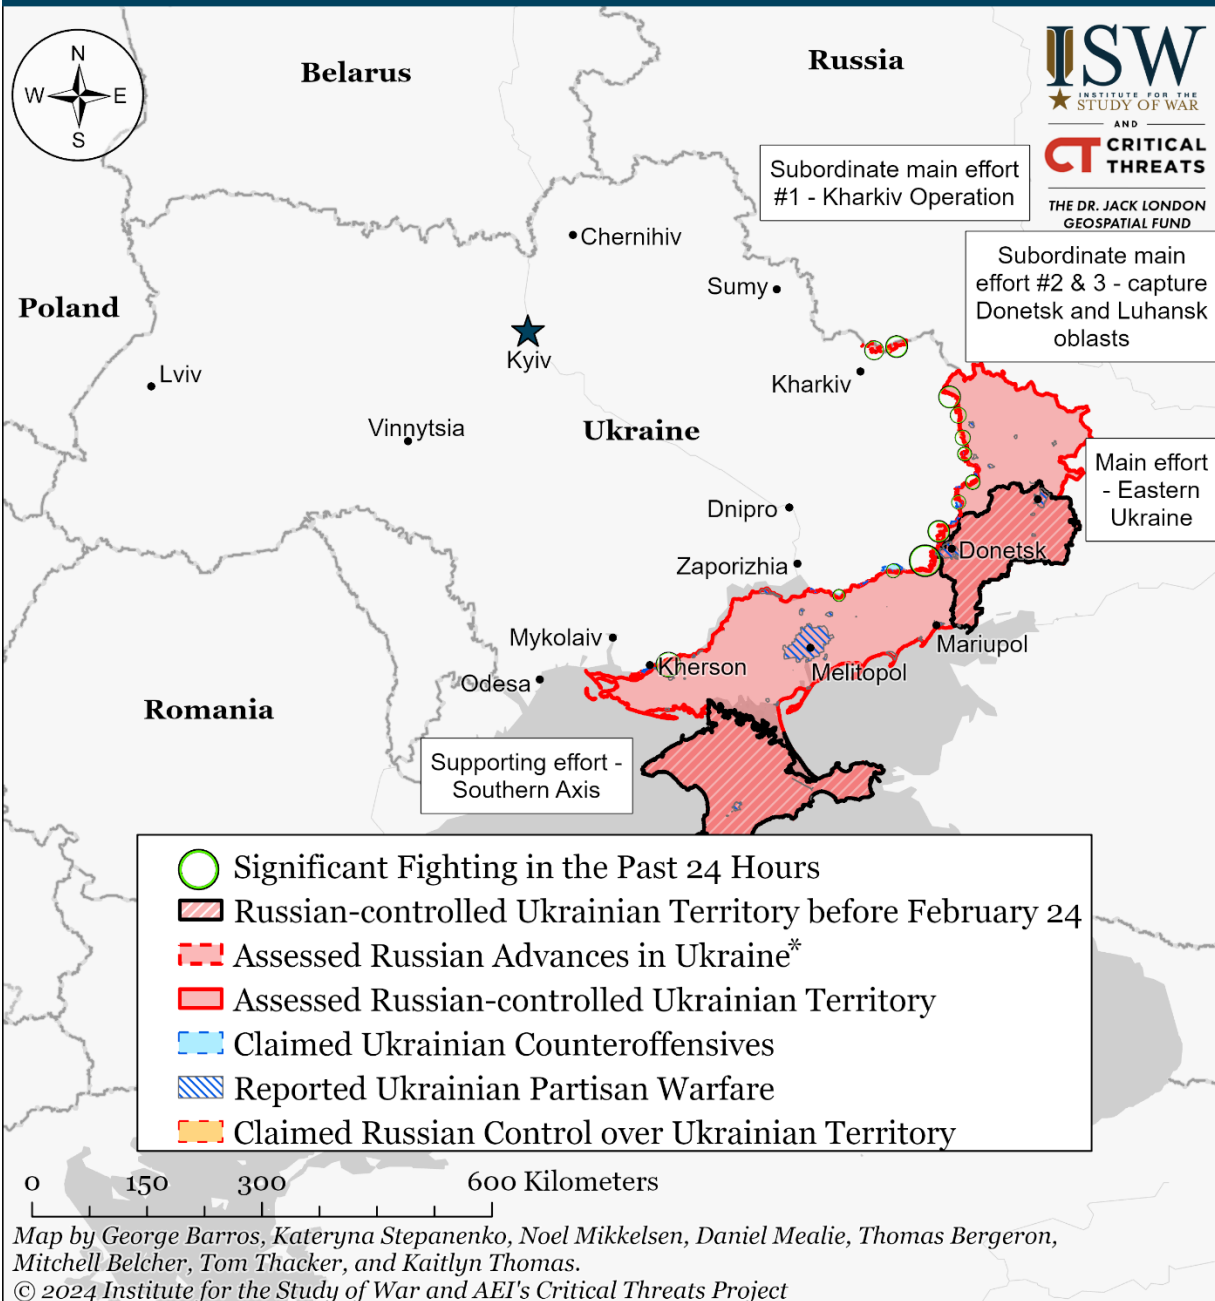 N
W
E
S
Belarus
Russia
ISW
INSTITUTE FOR THE
STUDY OF WAR
AND
CT CRITICAL
THREATS
THE DR. JACK LONDON
GEOSPATIAL FUND
Subordinate main effort
#1 - Kharkiv Operation
Subordinate main
effort #2 & 3 - capture
Donetsk and Luhansk
oblasts
Chernihiv
Sumy
Poland
Kyiv
Lviv
Kharkiv
Vinnytsia
Ukraine
Main effort
- Eastern
Ukraine
Dnipro
Donetsk
Zaporizhia
Mykolaiv
Mariupol
Kherson
Melitopol
Odesa
Romania
Supporting effort -
Southern Axis
Significant Fighting in the Past 24 Hours
Russian-controlled Ukrainian Territory before February 24
Assessed Russian Advances in Ukraine*
Assessed Russian-controlled Ukrainian Territory
Claimed Ukrainian Counteroffensives
Reported Ukrainian Partisan Warfare
Claimed Russian Control over Ukrainian Territory
0 150 300 600 Kilometers
Map by George Barros, Kateryna Stepanenko, Noel Mikkelsen, Daniel Mealie, Thomas Bergeron,
Mitchell Belcher, Tom Thacker, and Kaitlyn Thomas.
© 2024 Institute for the Study of War and AEI's Critical Threats Project